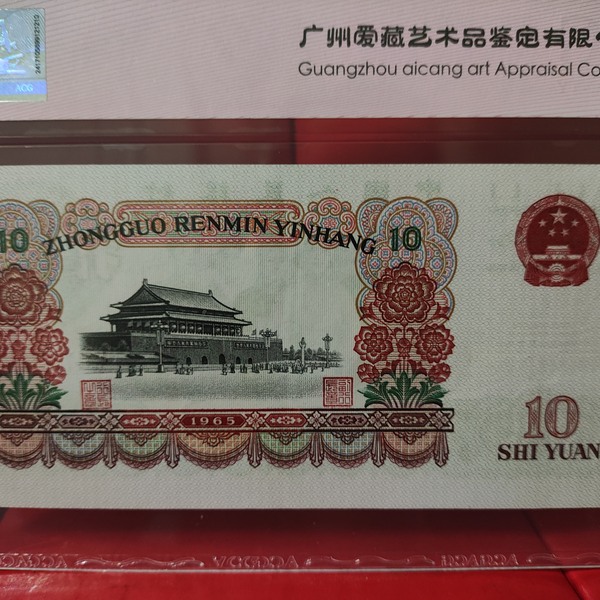 广州爱藏艺术品鉴定有限
Guangzhou aicang art Appraisal Co
ACG
10 ZHONGGUO RENMIN YINHANG 10
1965
10
SHI YUAN